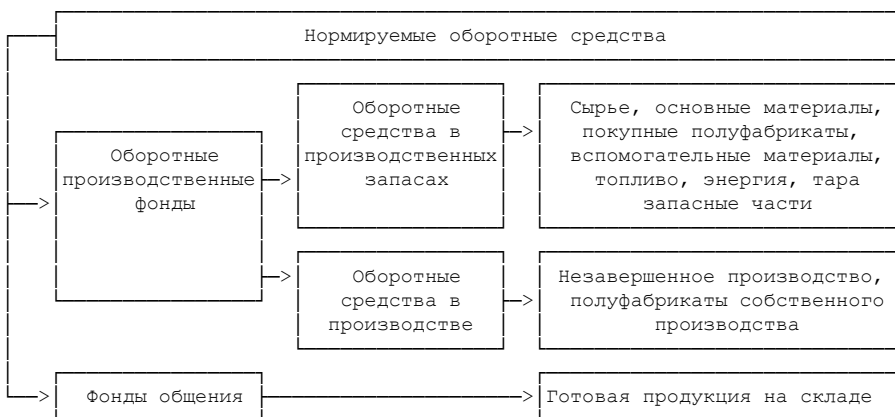 Нормируемые оборотные средства
Оборотные
производственные
фонды
Оборотные
средства в
производственных
запасах
Сырье, основные материалы,
покупные полуфабрикаты,
вспомогательные материалы,
топливо, энергия, тара
запасные части
Оборотные
средства в
производстве
Незавершенное производство,
полуфабрикаты собственного
производства
Фонды общения
Готовая продукция на складе